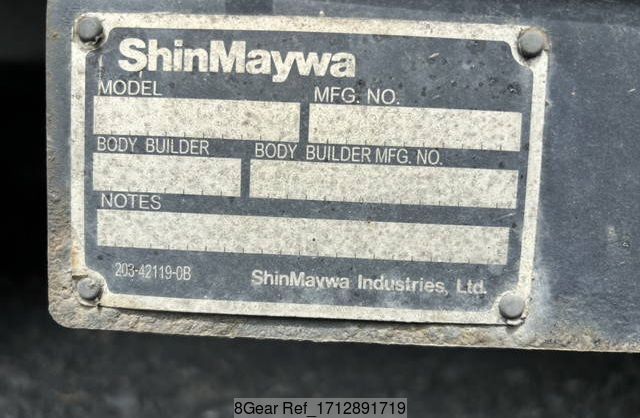 ShinMaywa
MODEL MFG. NO.
BODY BUILDER BODY BUILDER MFG. NO.
NOTES
203-42119-0B ShinMaywa Industries, Ltd.
8Gear Ref_1712891719